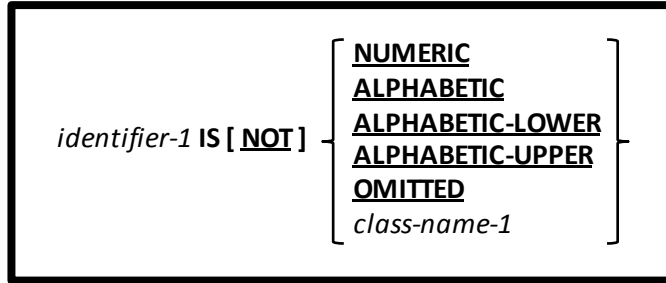 NUMERIC
ALPHABETIC
ALPHABETIC-LOWER
identifier-1 IS [ NOT ]
ALPHABETIC-UPPER
OMITTED
class-name-1